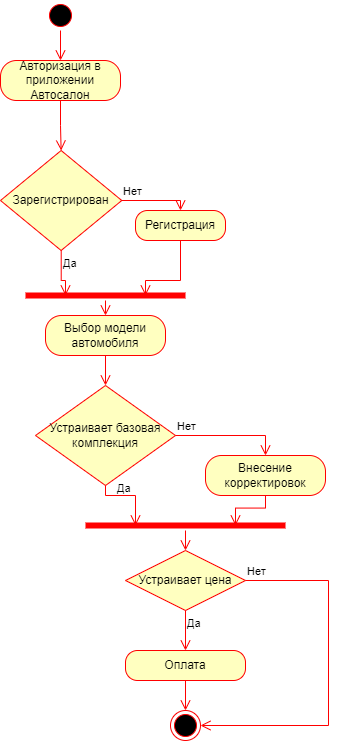 Авторизация в
приложении
Автосалон
Зарегистрирован
Нет
Регистрация
Да
Выбор модели
автомобиля
Устраивает базовая
комплекция
Нет
Внесение
корректировок
Да
Устраивает цена
Нет
Да
Оплата